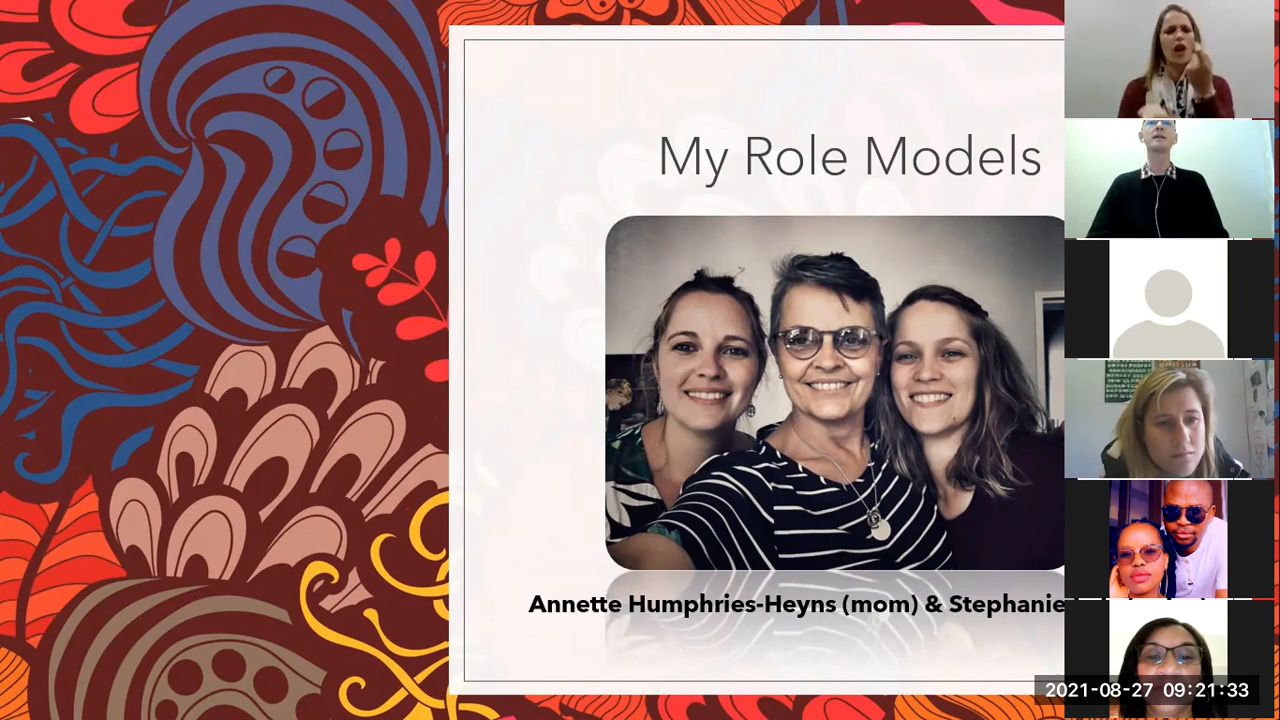 My Role Models
Annette Humphries-Heyns (mom) & Stephanie
2021-08-27 09:21:33